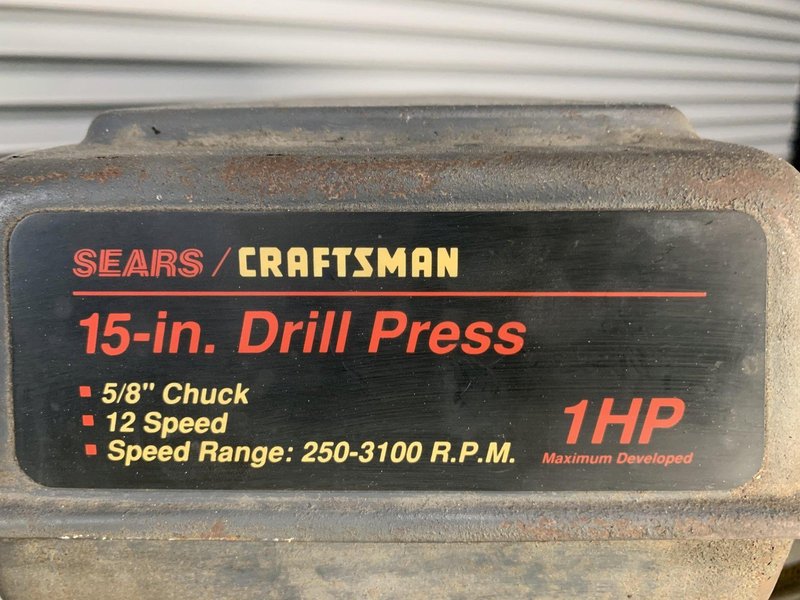 SEARS / CRAFTSMAN
15-in. Drill Press
▪ 5/8" Chuck
▪ 12 Speed
▪ Speed Range: 250-3100 R.P.M.
1HP
Maximum Developed